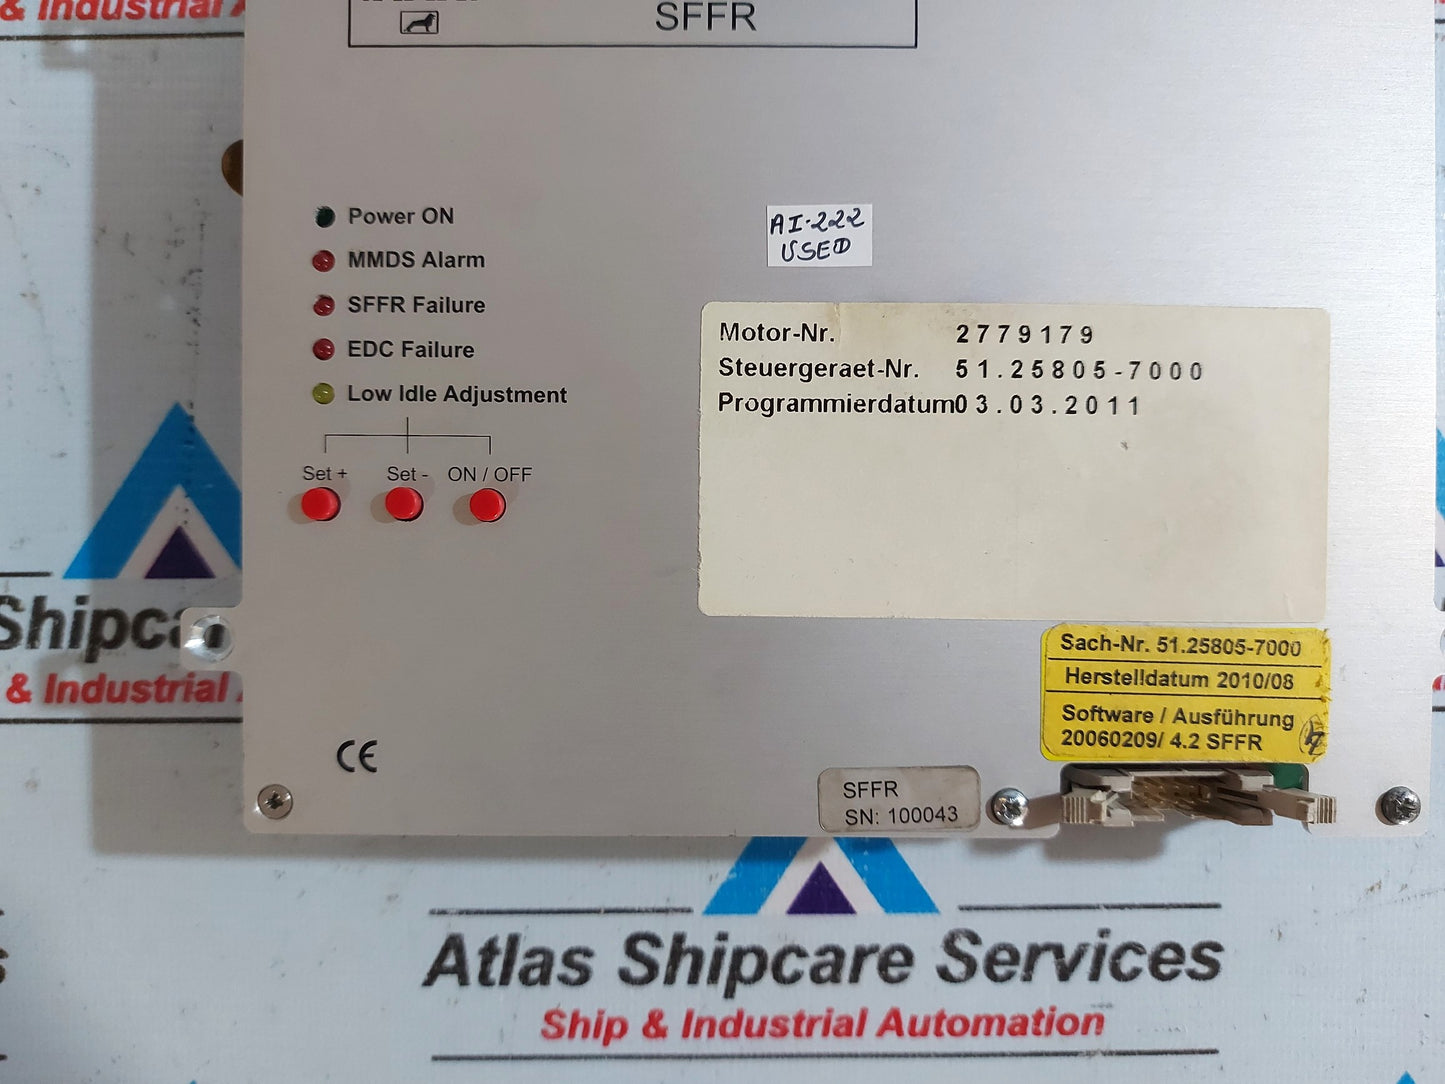 & Industrial A
SFFR
Power ON
MMDS Alarm
SFFR Failure
EDC Failure
Low Idle Adjustment
Set +
Set -
ON / OFF
AI-222
USED
Motor-Nr. 2779179
Steuergeraet-Nr. 51.25805-7000
Programmierdatum03.03.2011
Sach-Nr. 51.25805-7000
Herstelldatum 2010/08
Software / Ausführung
20060209/ 4.2 SFFR
SFFR
SN: 100043
CE
Shipca
& Industrial A
Atlas Shipcare Services
Ship & Industrial Automation